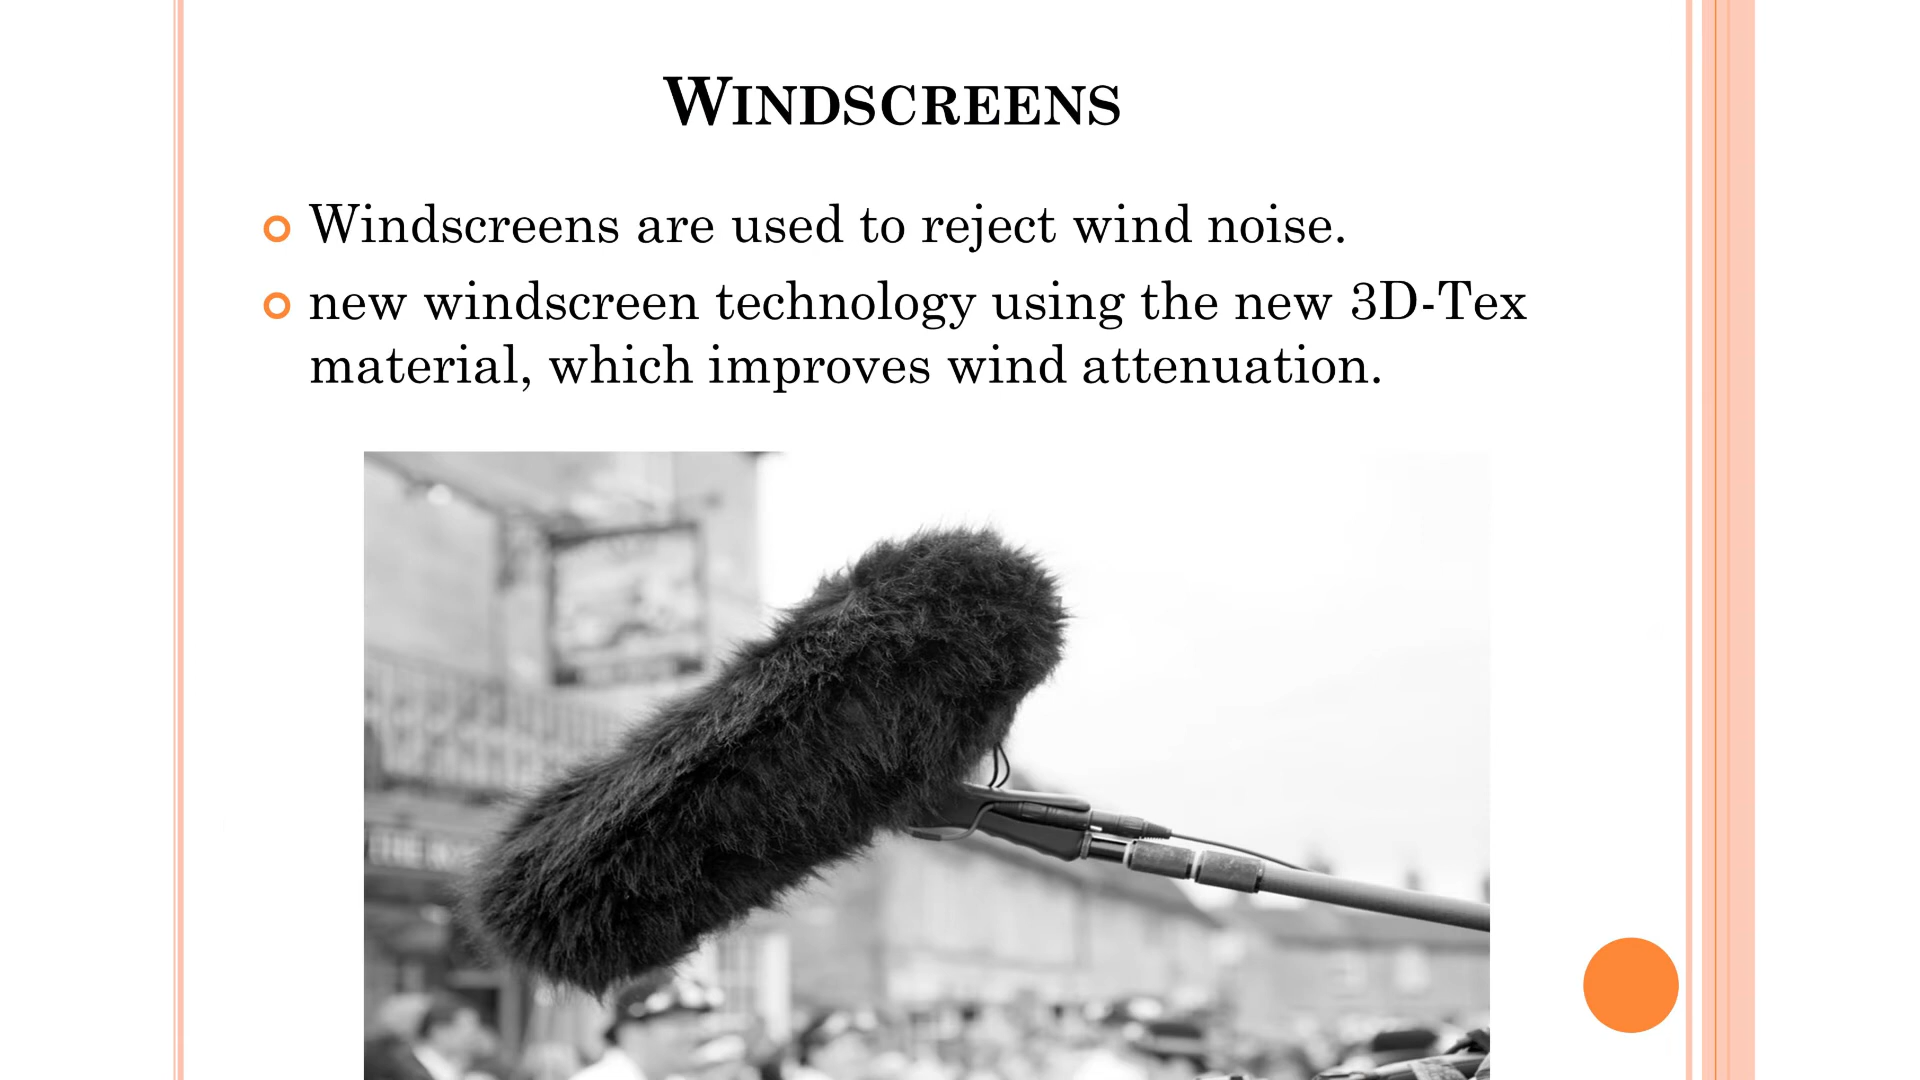 WINDSCREENS
Windscreens are used to reject wind noise.
new windscreen technology using the new 3D-Tex
material, which improves wind attenuation.